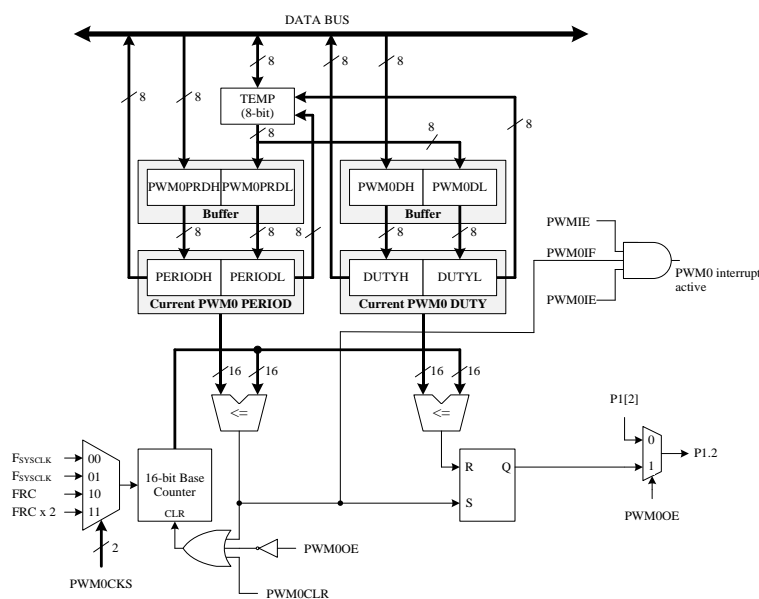 DATA BUS
8
8
8
8
8
TEMP
(8-bit)
8
8
8
PWM0PRDH
PWM0PRDL
Buffer
PWM0DH
PWM0DL
Buffer
8
8
8
8
8
PERIODH
PERIODL
Current PWM0 PERIOD
DUTYH
DUTYL
Current PWM0 DUTY
PWMIE
PWM0IF
PWM0IE
PWM0 interrupt
active
16
16
16
16
<=
<=
P1[2]
0
1
P1.2
PWM0OE
R
Q
S
FSYSCLK
00
FSYSCLK
01
FRC
10
FRC x 2
11
16-bit Base
Counter
CLR
2
PWM0CKS
PWM0OE
PWM0CLR